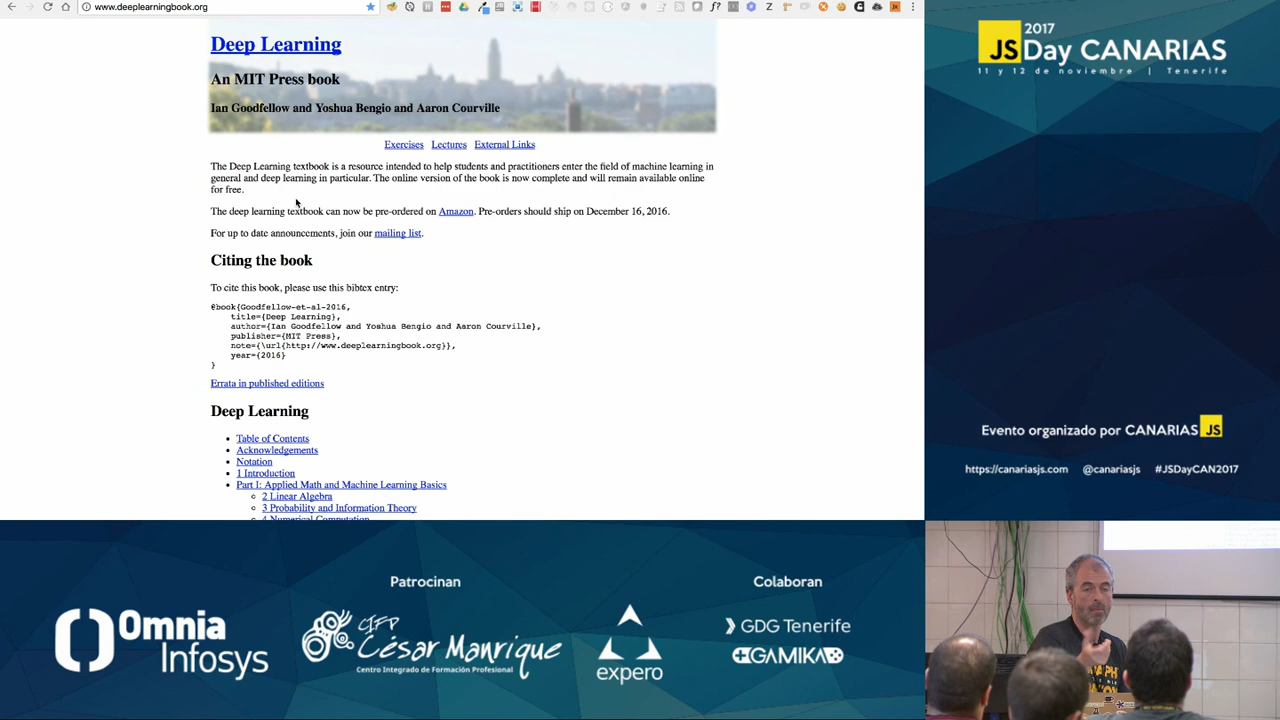 www.deeplearningbook.org
Deep Learning
An MIT Press book
Ian Goodfellow and Yoshua Bengio and Aaron Courville
Exercises Lectures External Links
The Deep Learning textbook is a resource intended to help students and practitioners enter the field of machine learning in
general and deep learning in particular. The online version of the book is now complete and will remain available online
for free.
The deep learning textbook can now be pre-ordered on Amazon. Pre-orders should ship on December 16, 2016.
For up to date announcements, join our mailing list.
Citing the book
To cite this book, please use this bibtex entry:
@book{Goodfellow-et-al-2016,
title={Deep Learning},
author={Ian Goodfellow and Yoshua Bengio and Aaron Courville},
publisher={MIT Press},
note={\url{http://www.deeplearningbook.org}},
year={2016}
}
Errata in published editions
Deep Learning
Table of Contents
Acknowledgements
Notation
1 Introduction
Part I: Applied Math and Machine Learning Basics
2 Linear Algebra
3 Probability and Information Theory
4 Numerical Computation
2017
JSDay CANARIAS
11 y 12 de noviembre | Tenerife
Evento organizado por CANARIAS JS
https://canariasjs.com @canariasjs #JSDayCAN2017
Patrocinan
Colaboran
Omnia
Infosys
CIFP
César Manrique
Centro Integrado de Formación Profesional
expero
GDG Tenerife
GAMIKA